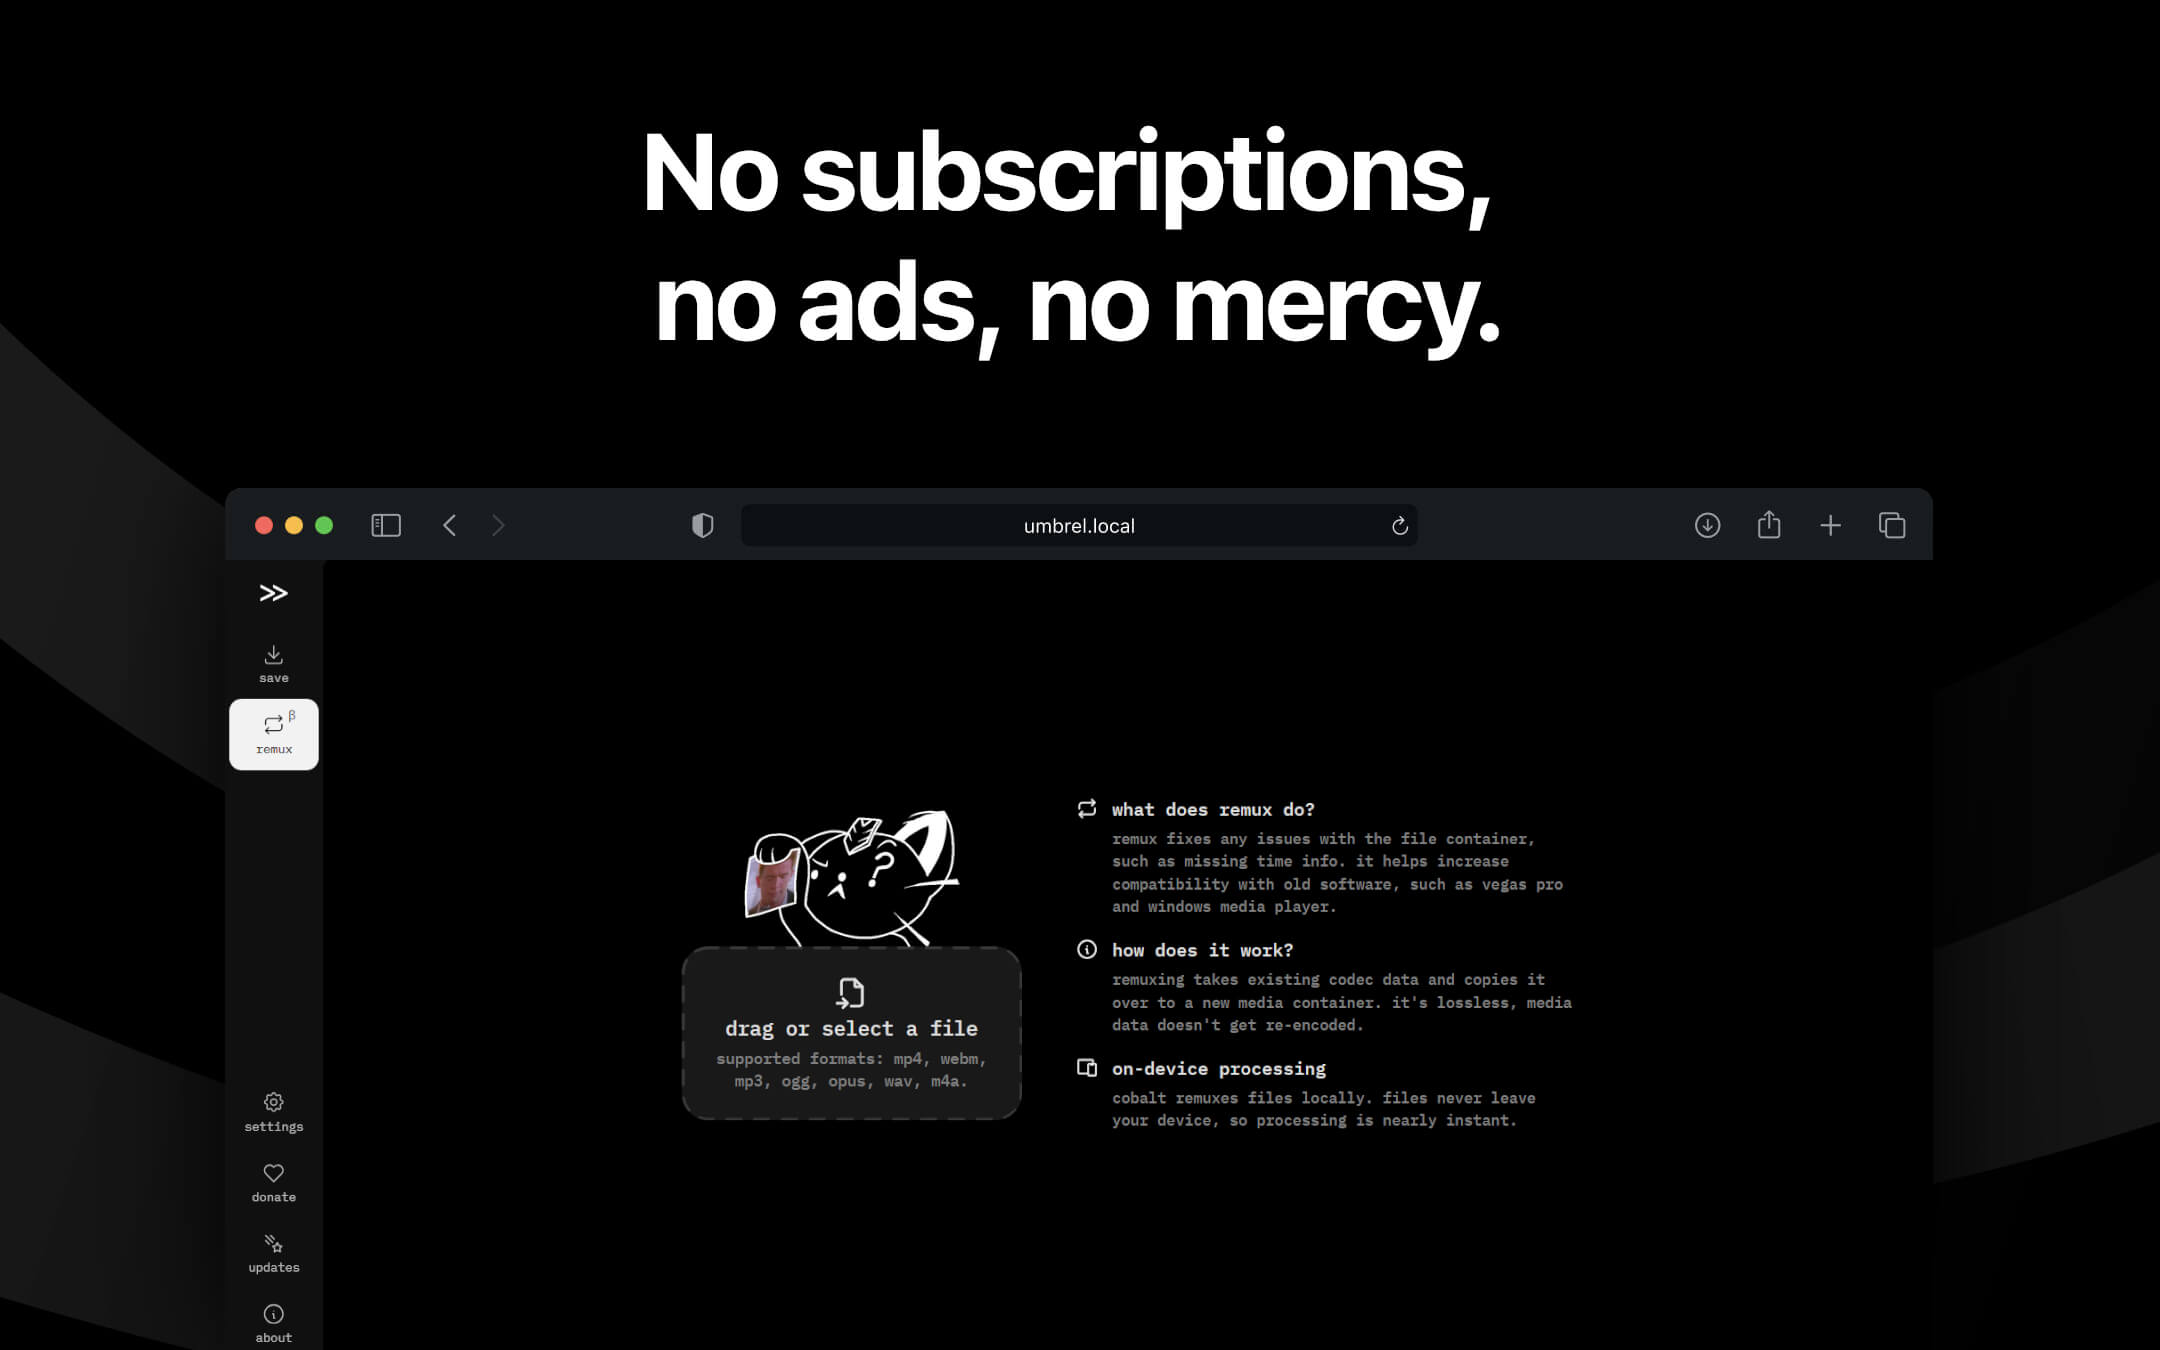 No subscriptions,
no ads, no mercy.
umbrel.local
save
β
remux
settings
donate
updates
about
?
drag or select a file
supported formats: mp4, webm,
mp3, ogg, opus, wav, m4a.
what does remux do?
remux fixes any issues with the file container,
such as missing time info. it helps increase
compatibility with old software, such as vegas pro
and windows media player.
how does it work?
remuxing takes existing codec data and copies it
over to a new media container. it's lossless, media
data doesn't get re-encoded.
on-device processing
cobalt remuxes files locally. files never leave
your device, so processing is nearly instant.